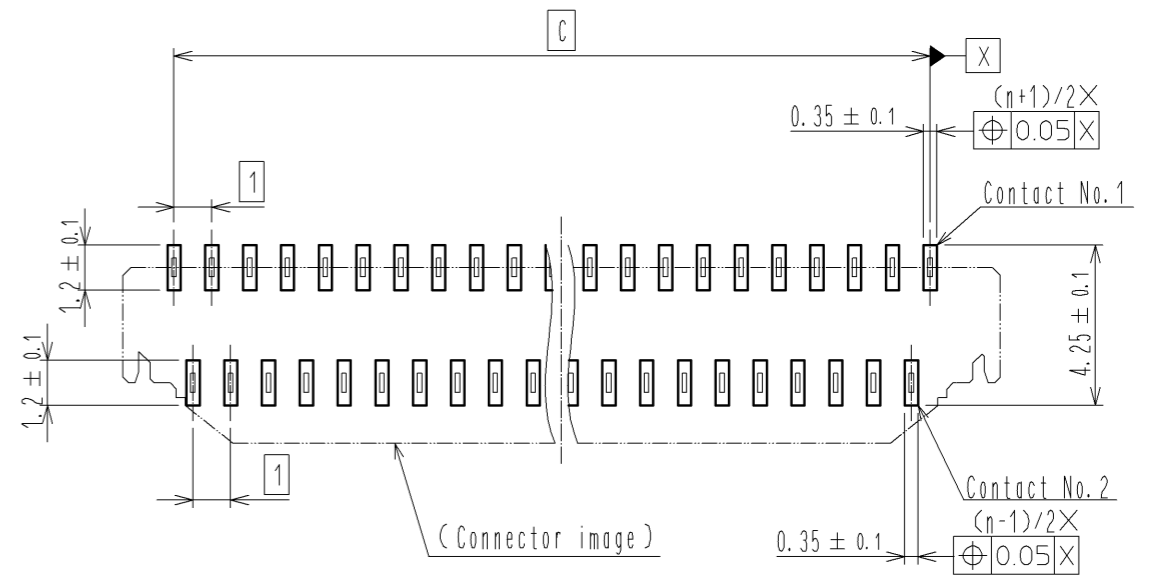 C
X
(n+1)/2X
0.35 ± 0.1
⌖ 0.05 X
1
Contact No.1
1.2 ± 0.1
4.25 ± 0.1
1.2 ± 0.1
1
Contact No.2
(n-1)/2X
(Connector image)
0.35 ± 0.1
⌖ 0.05 X